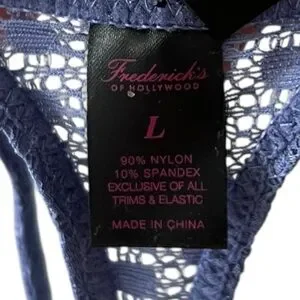 Frederick's
OF HOLLYWOOD
L
90% NYLON
10% SPANDEX
EXCLUSIVE OF ALL
TRIMS & ELASTIC
MADE IN CHINA